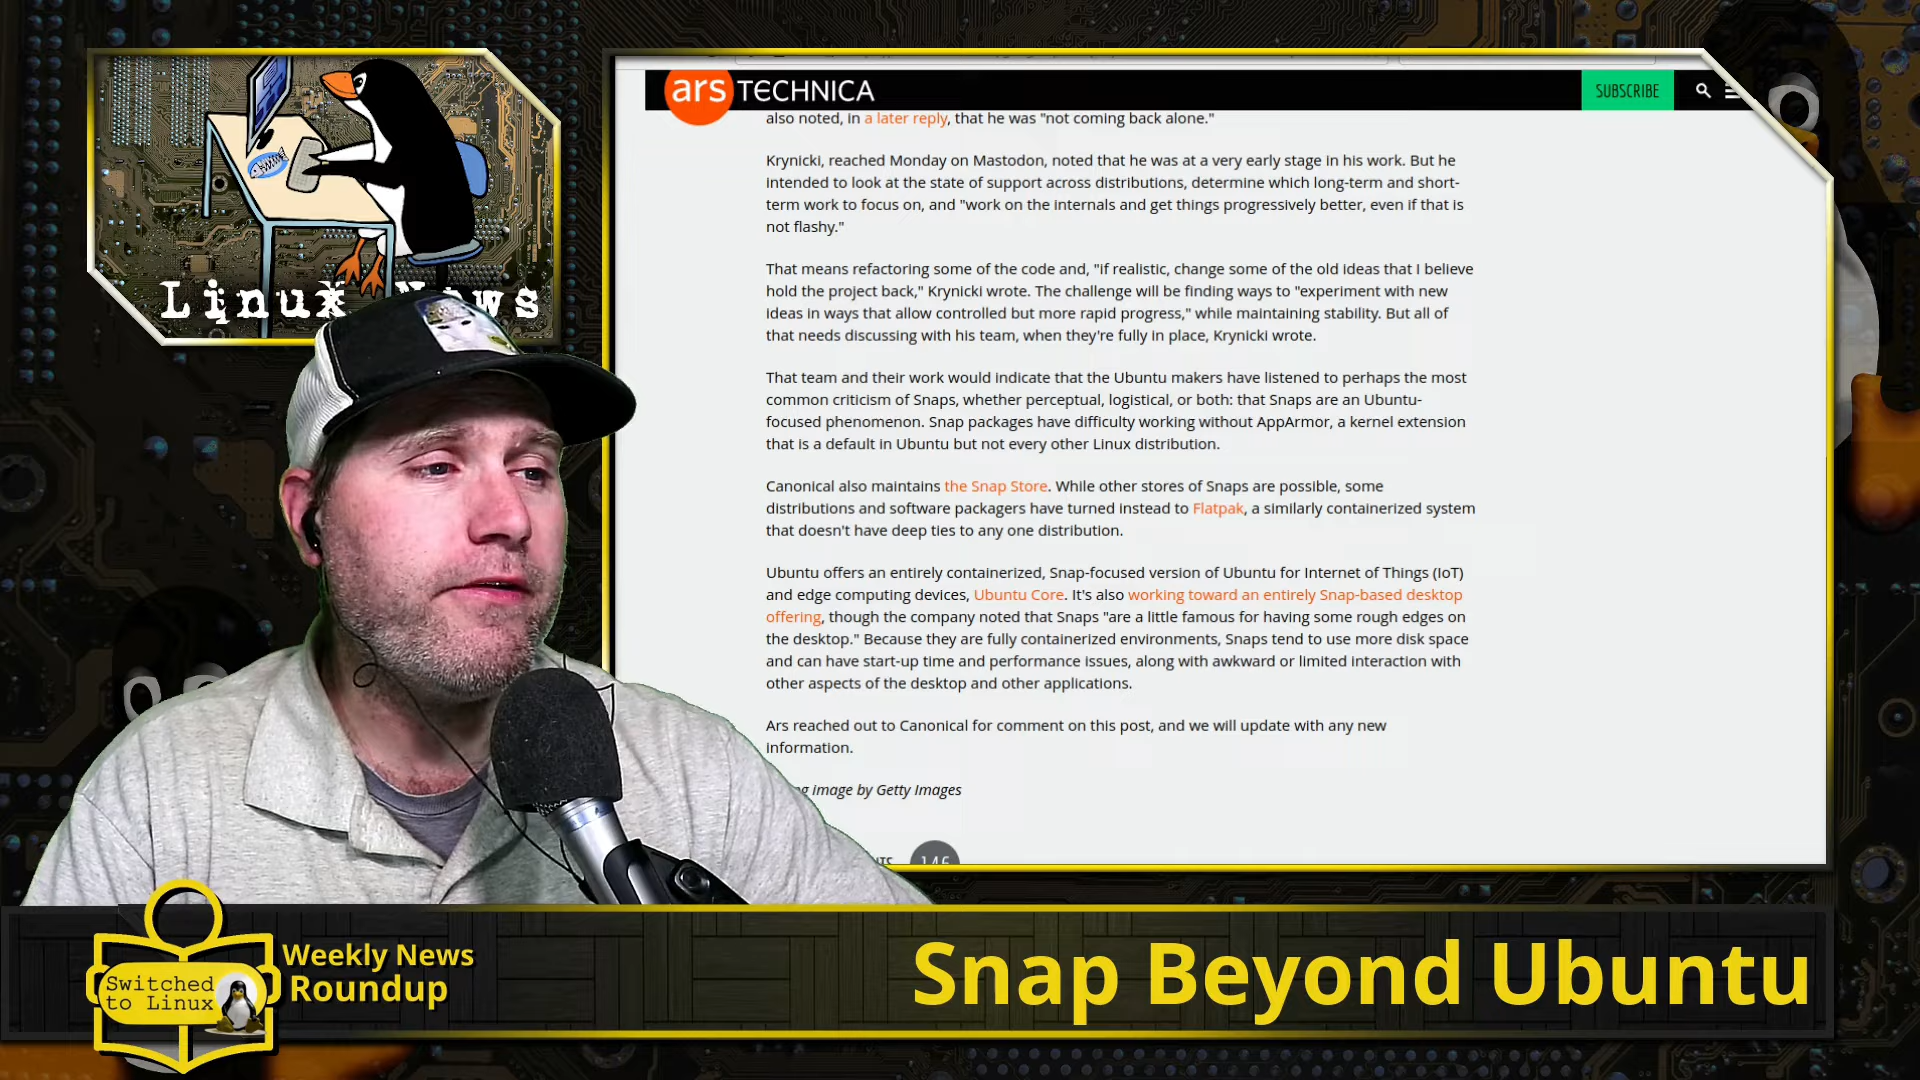 Linux News
ars TECHNICA
SUBSCRIBE
also noted, in a later reply, that he was "not coming back alone."
Krynicki, reached Monday on Mastodon, noted that he was at a very early stage in his work. But he
intended to look at the state of support across distributions, determine which long-term and short-
term work to focus on, and "work on the internals and get things progressively better, even if that is
not flashy."
That means refactoring some of the code and, "if realistic, change some of the old ideas that I believe
hold the project back," Krynicki wrote. The challenge will be finding ways to "experiment with new
ideas in ways that allow controlled but more rapid progress," while maintaining stability. But all of
that needs discussing with his team, when they're fully in place, Krynicki wrote.
That team and their work would indicate that the Ubuntu makers have listened to perhaps the most
common criticism of Snaps, whether perceptual, logistical, or both: that Snaps are an Ubuntu-
focused phenomenon. Snap packages have difficulty working without AppArmor, a kernel extension
that is a default in Ubuntu but not every other Linux distribution.
Canonical also maintains the Snap Store. While other stores of Snaps are possible, some
distributions and software packagers have turned instead to Flatpak, a similarly containerized system
that doesn't have deep ties to any one distribution.
Ubuntu offers an entirely containerized, Snap-focused version of Ubuntu for Internet of Things (IoT)
and edge computing devices, Ubuntu Core. It's also working toward an entirely Snap-based desktop
offering, though the company noted that Snaps "are a little famous for having some rough edges on
the desktop." Because they are fully containerized environments, Snaps tend to use more disk space
and can have start-up time and performance issues, along with awkward or limited interaction with
other aspects of the desktop and other applications.
Ars reached out to Canonical for comment on this post, and we will update with any new
information.
image by Getty Images
Switched
to Linux
Weekly News
Roundup
Snap Beyond Ubuntu